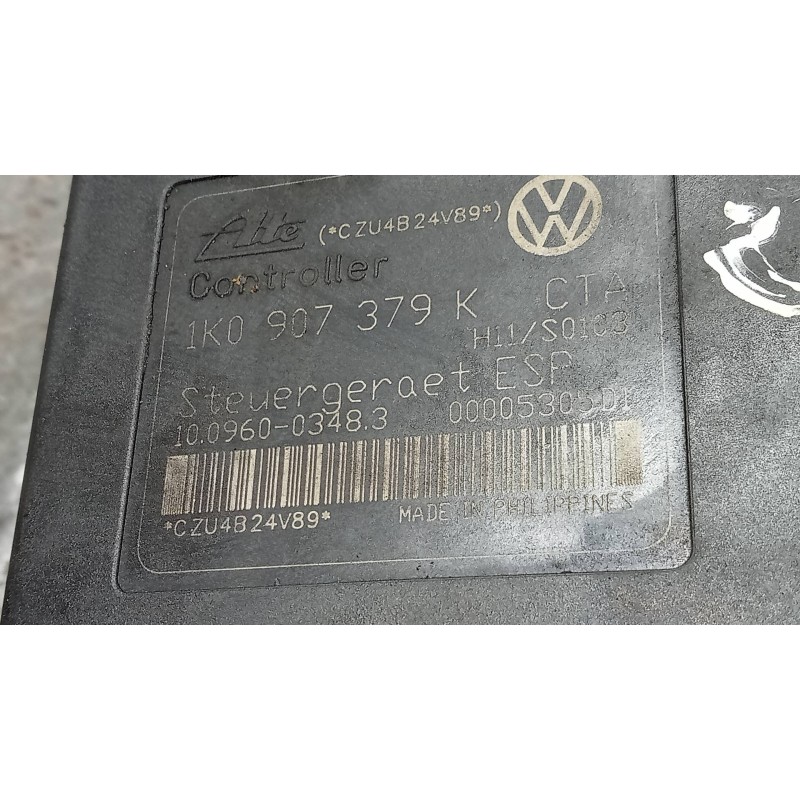 Ate (*CZU4B24V89*)
Controller
1K0 907 379 K CTA
H11/S0103
Steuergeraet ESP
10.0960-0348.3 00005305D1
*CZU4B24V89* MADE IN PHILIPPINES